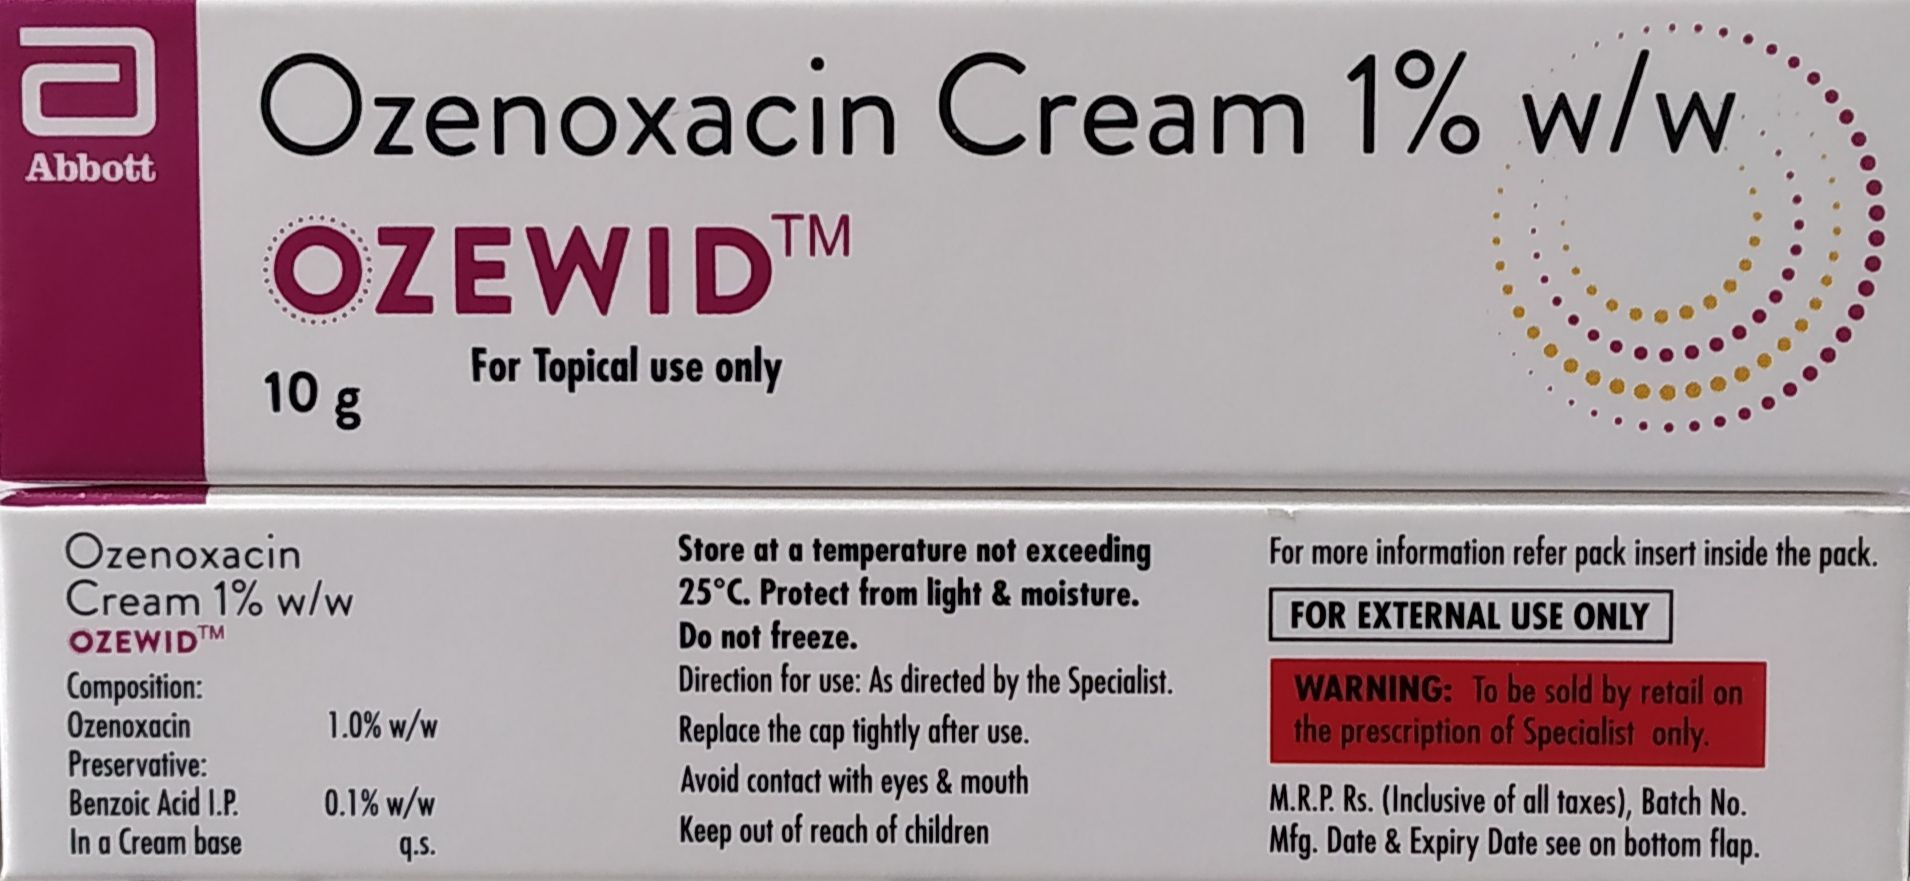 Abbott
Ozenoxacin Cream 1% w/w
OZEWID™
10 g
For Topical use only
Ozenoxacin
Cream 1% w/w
OZEWID™
Composition:
Ozenoxacin 1.0% w/w
Preservative:
Benzoic Acid I.P. 0.1% w/w
In a Cream base q.s.
Store at a temperature not exceeding
25°C. Protect from light & moisture.
Do not freeze.
Direction for use: As directed by the Specialist.
Replace the cap tightly after use.
Avoid contact with eyes & mouth
Keep out of reach of children
For more information refer pack insert inside the pack.
FOR EXTERNAL USE ONLY
WARNING: To be sold by retail on
the prescription of Specialist only.
M.R.P. Rs. (Inclusive of all taxes), Batch No.
Mfg. Date & Expiry Date see on bottom flap.